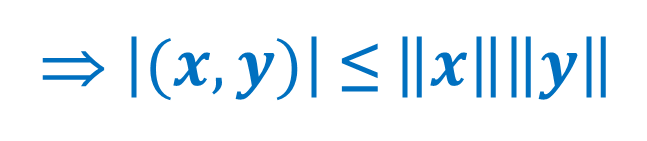 ⇒ |(x, y)| ≤ ‖x‖ ‖y‖